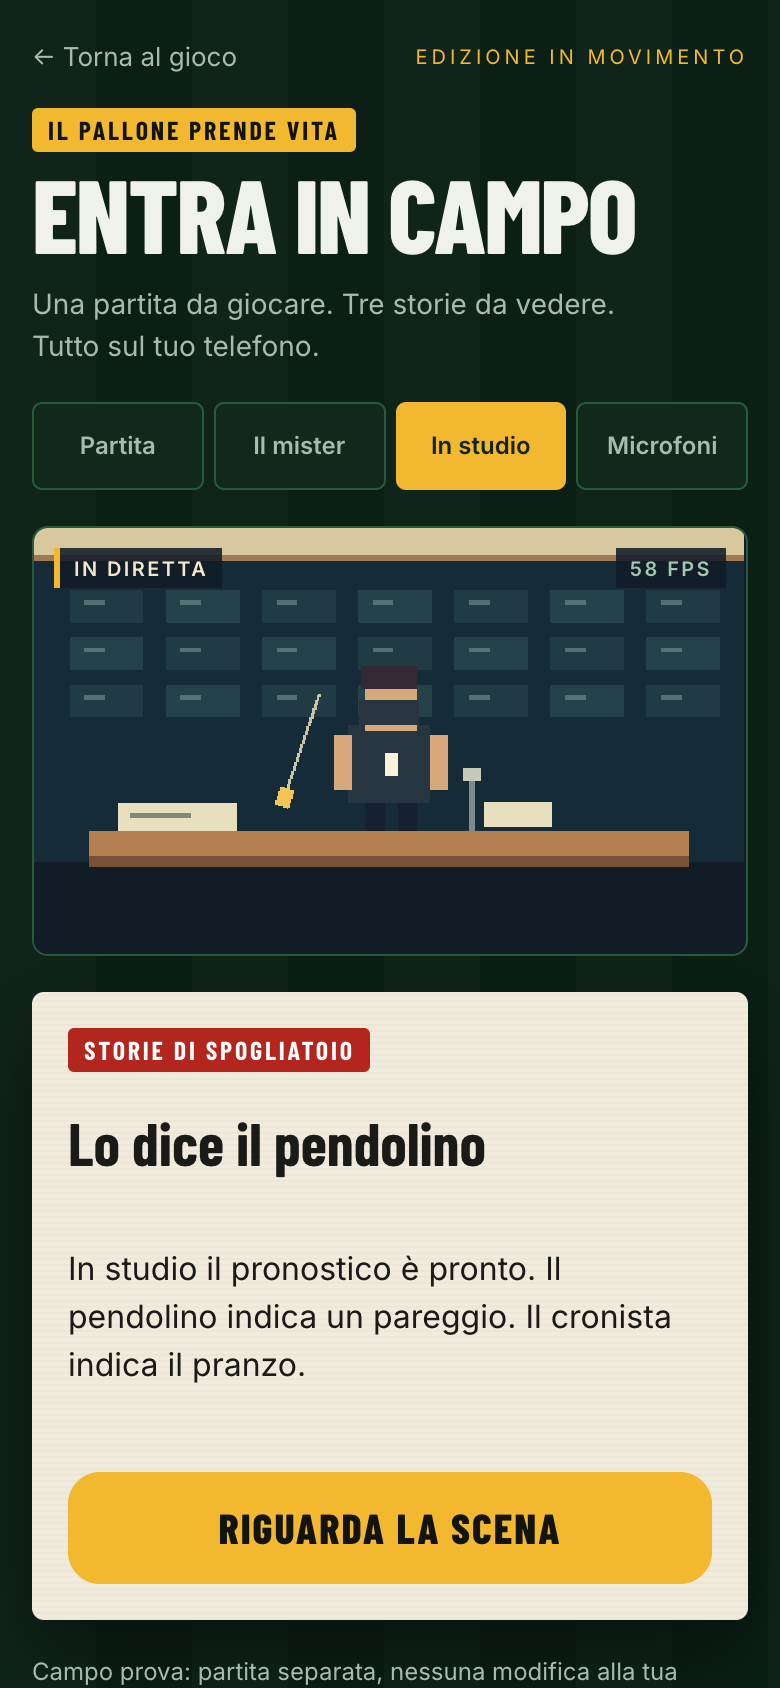 ← Torna al gioco
EDIZIONE IN MOVIMENTO
IL PALLONE PRENDE VITA
ENTRA IN CAMPO
Una partita da giocare. Tre storie da vedere.
Tutto sul tuo telefono.
Partita
Il mister
In studio
Microfoni
IN DIRETTA
58 FPS
STORIE DI SPOGLIATOIO
Lo dice il pendolino
In studio il pronostico è pronto. Il
pendolino indica un pareggio. Il cronista
indica il pranzo.
RIGUARDA LA SCENA
Campo prova: partita separata, nessuna modifica alla tua